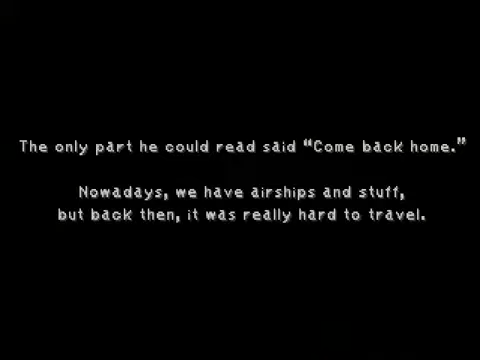 The only part he could read said “Come back home.”
Nowadays, we have airships and stuff,
but back then, it was really hard to travel.